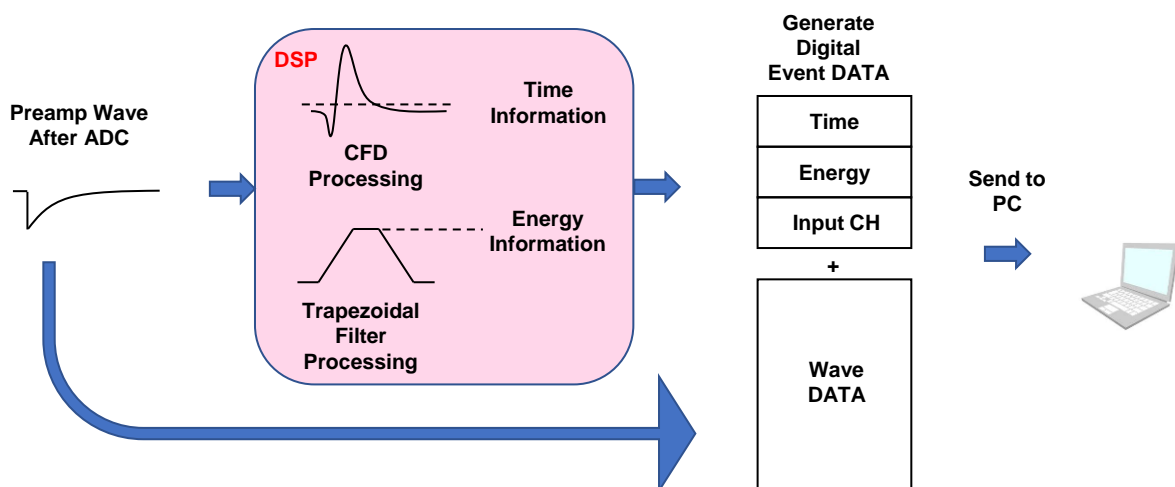 Preamp Wave
After ADC
DSP
CFD
Processing
Time
Information
Trapezoidal
Filter
Processing
Energy
Information
Generate
Digital
Event DATA
Time
Energy
Input CH
+
Wave
DATA
Send to
PC